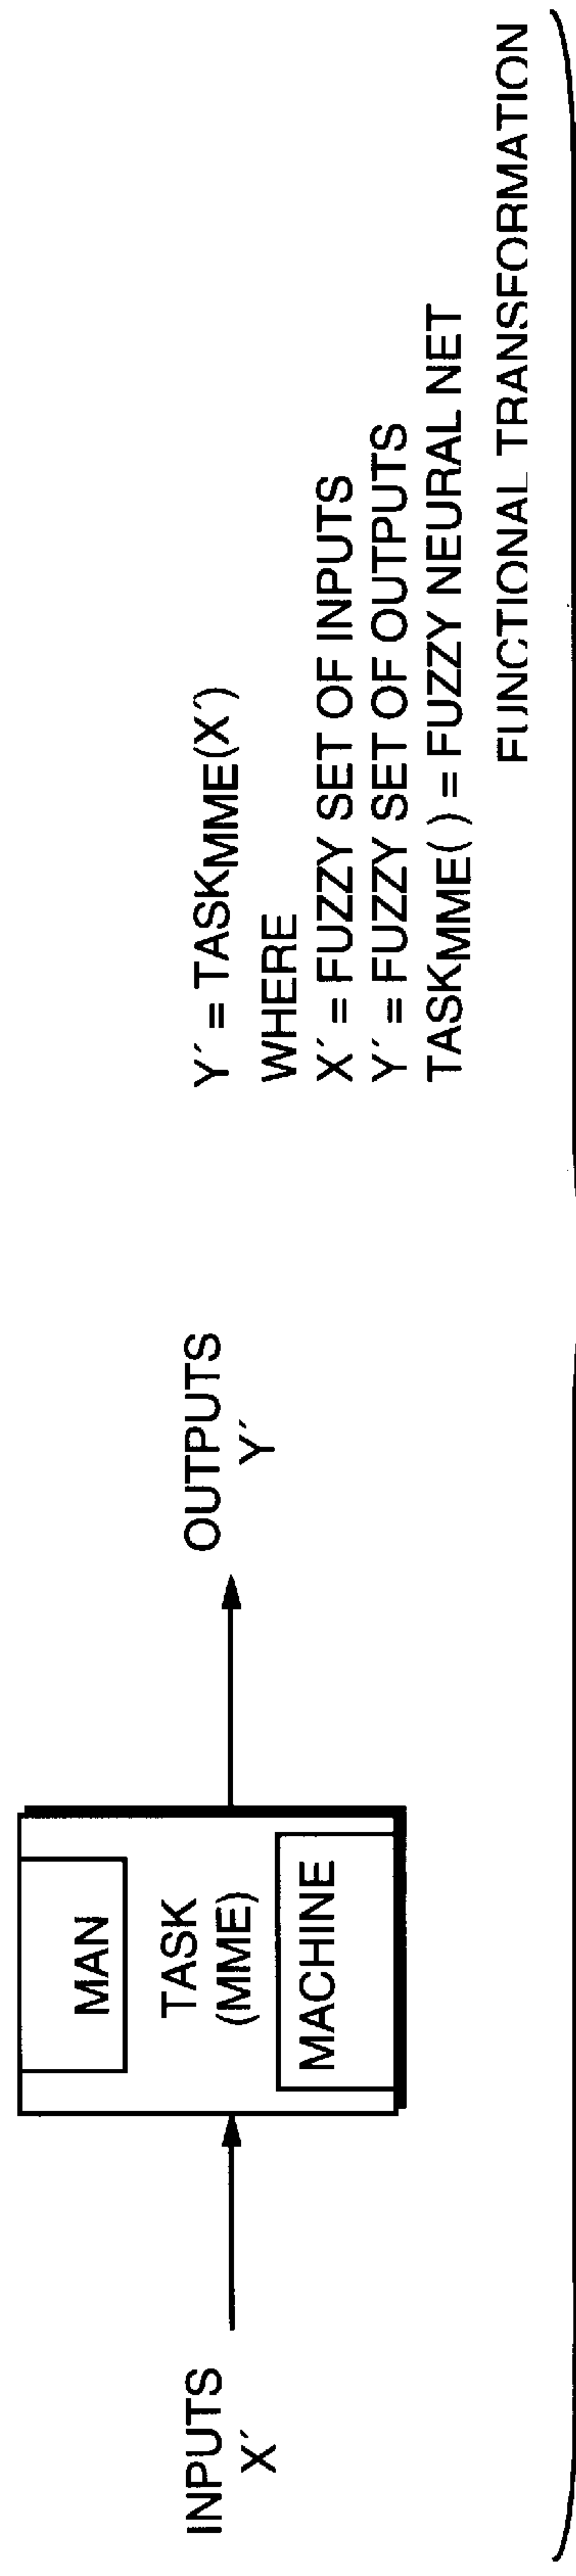 INPUTS
X´
MAN
TASK
(MME)
MACHINE
OUTPUTS
Y´
Y´ = TASKMME(X´)
WHERE
X´ = FUZZY SET OF INPUTS
Y´ = FUZZY SET OF OUTPUTS
TASKMME( ) = FUZZY NEURAL NET
FUNCTIONAL TRANSFORMATION